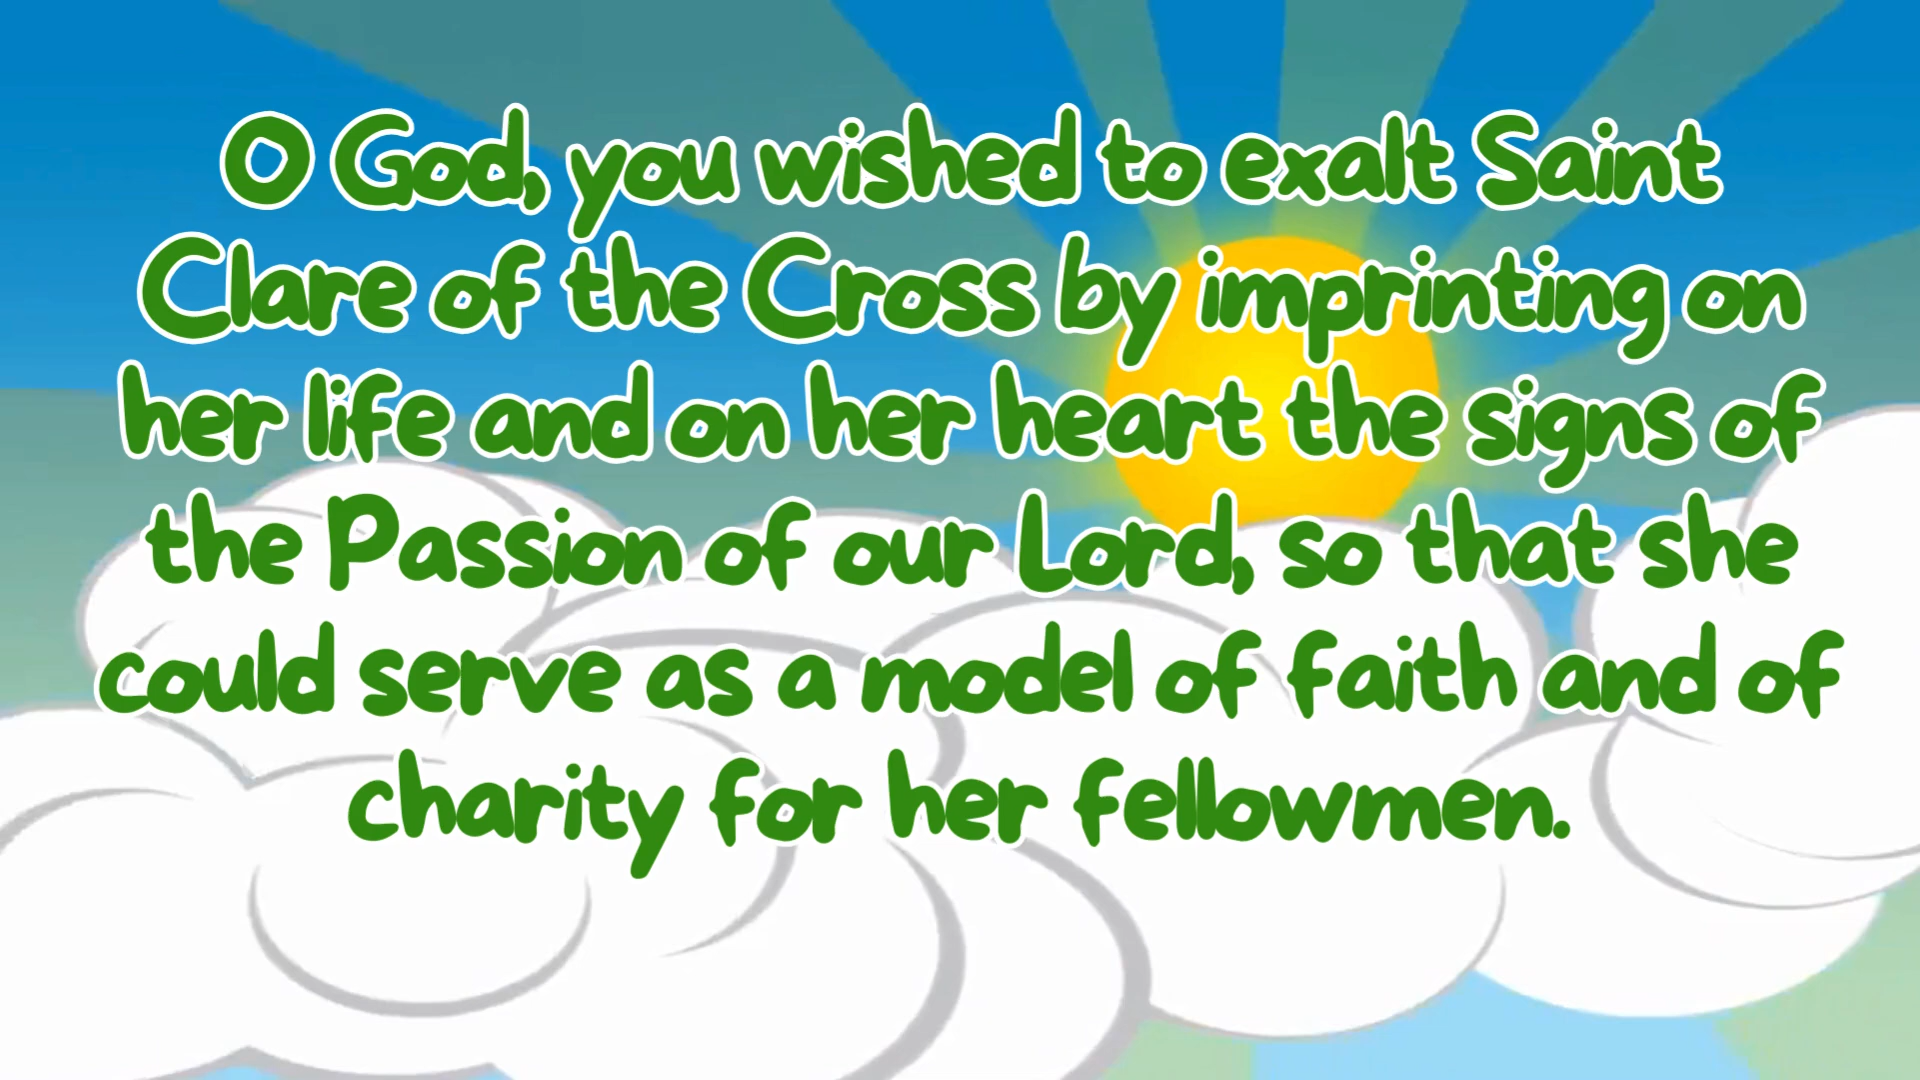 O God, you wished to exalt Saint
Clare of the Cross by imprinting on
her life and on her heart the signs of
the Passion of our Lord, so that she
could serve as a model of faith and of
charity for her fellowmen.